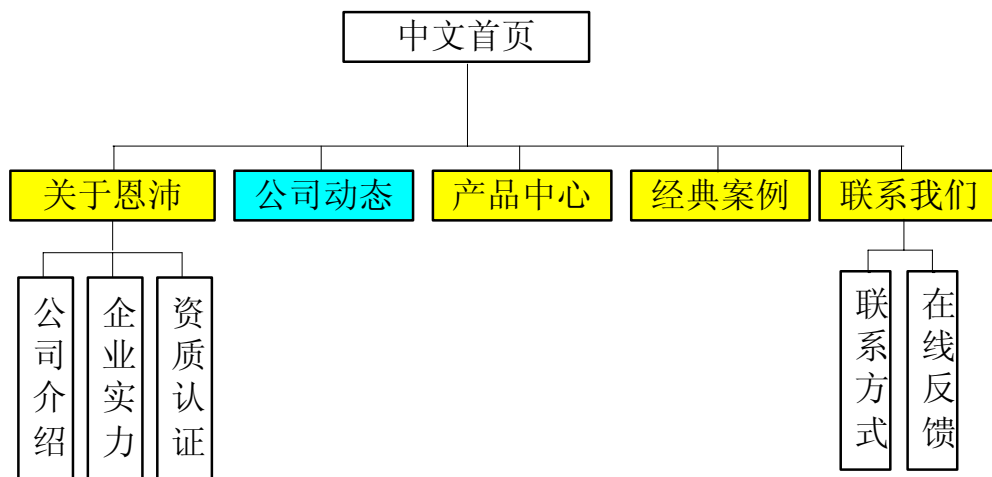 中文首页
关于恩沛
公司动态
产品中心
经典案例
联系我们
公司介绍
企业实力
资质认证
联系方式
在线反馈